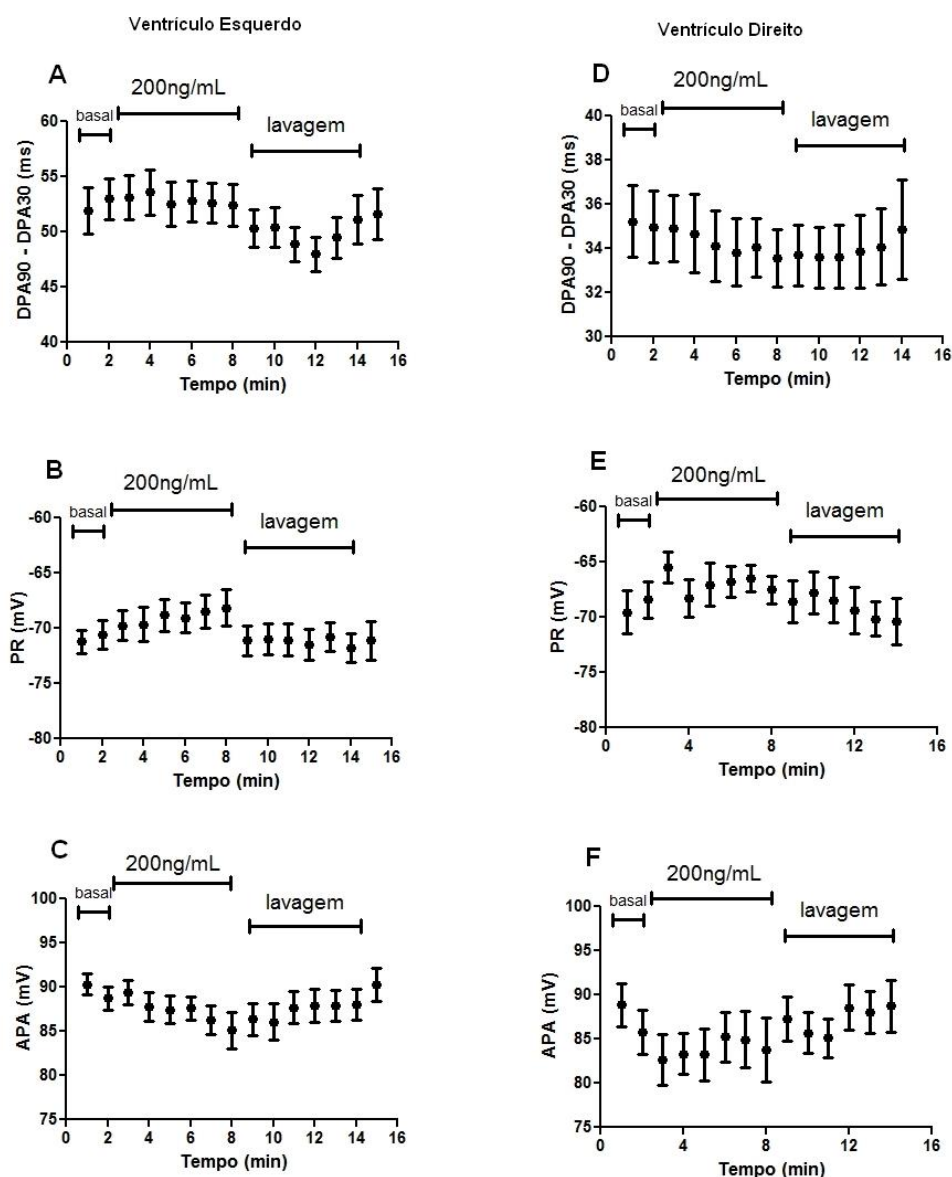 Ventrículo Esquerdo
A
200ng/mL
basal
lavagem
60
55
50
45
40
DPA90 - DPA30 (ms)
0 2 4 6 8 10 12 14 16
Tempo (min)
B
200ng/mL
basal
lavagem
-60
-65
-70
-75
-80
PR (mV)
0 2 4 6 8 10 12 14 16
Tempo (min)
C
200ng/mL
basal
lavagem
100
95
90
85
80
75
APA (mV)
0 2 4 6 8 10 12 14 16
Tempo (min)
Ventrículo Direito
D
200ng/mL
basal
lavagem
40
38
36
34
32
30
DPA90 - DPA30 (ms)
0 2 4 6 8 10 12 14 16
Tempo (min)
E
200ng/mL
basal
lavagem
-60
-65
-70
-75
-80
PR (mV)
0 4 8 12 16
Tempo (min)
F
200ng/mL
basal
lavagem
100
95
90
85
80
75
APA (mV)
0 4 8 12 16
Tempo (min)